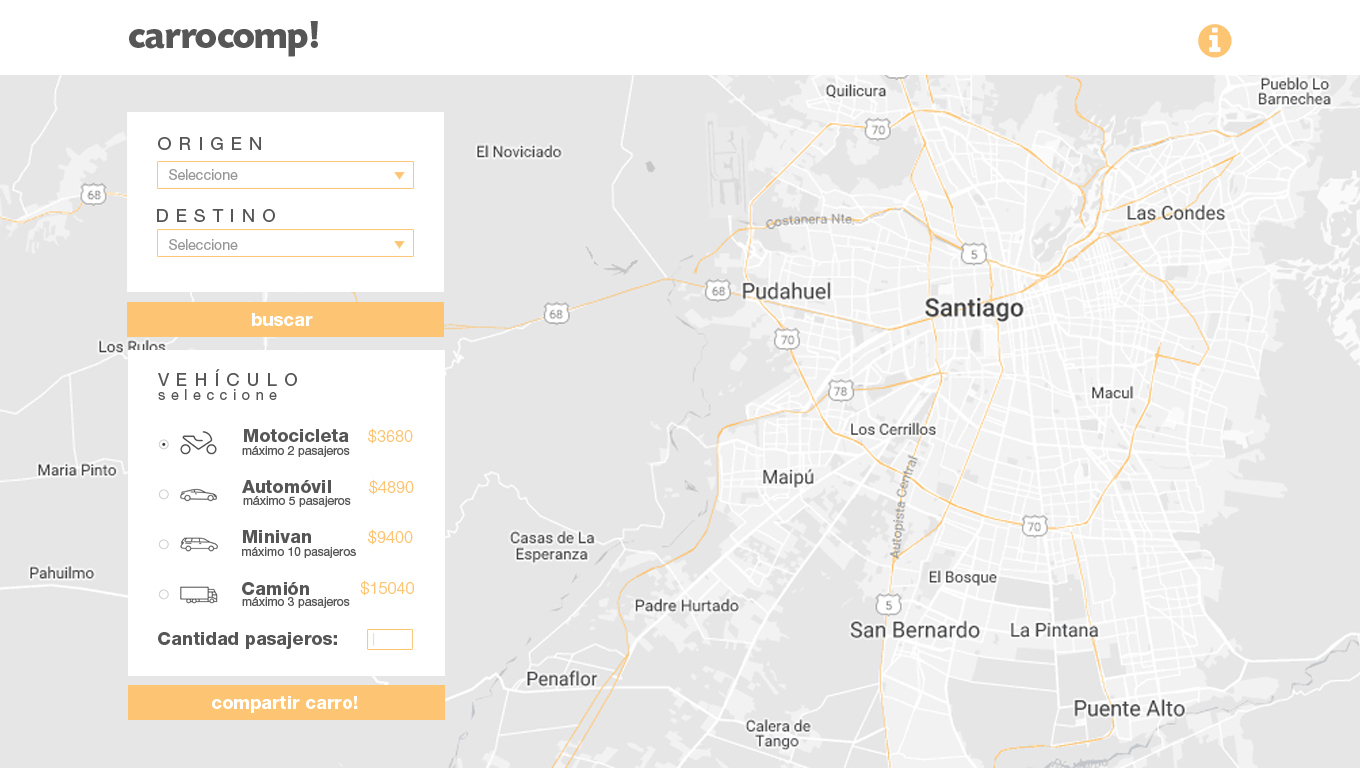 carrocomp!
i
ORIGEN
Seleccione
DESTINO
Seleccione
buscar
VEHÍCULO
seleccione
Motocicleta $3680
máximo 2 pasajeros
Automóvil $4890
máximo 5 pasajeros
Minivan $9400
máximo 10 pasajeros
Camión $15040
máximo 3 pasajeros
Cantidad pasajeros:
compartir carro!
Quilicura
Pueblo Lo
Barnechea
70
El Noviciado
68
Las Condes
Costanera Nte.
5
68
Pudahuel
Santiago
68
70
Los Rulos
78
Macul
Los Cerrillos
Maria Pinto
Maipú
Autopista Central
70
Casas de La
Esperanza
Pahuilmo
El Bosque
5
Padre Hurtado
San Bernardo
La Pintana
Penaflor
Puente Alto
Calera de
Tango